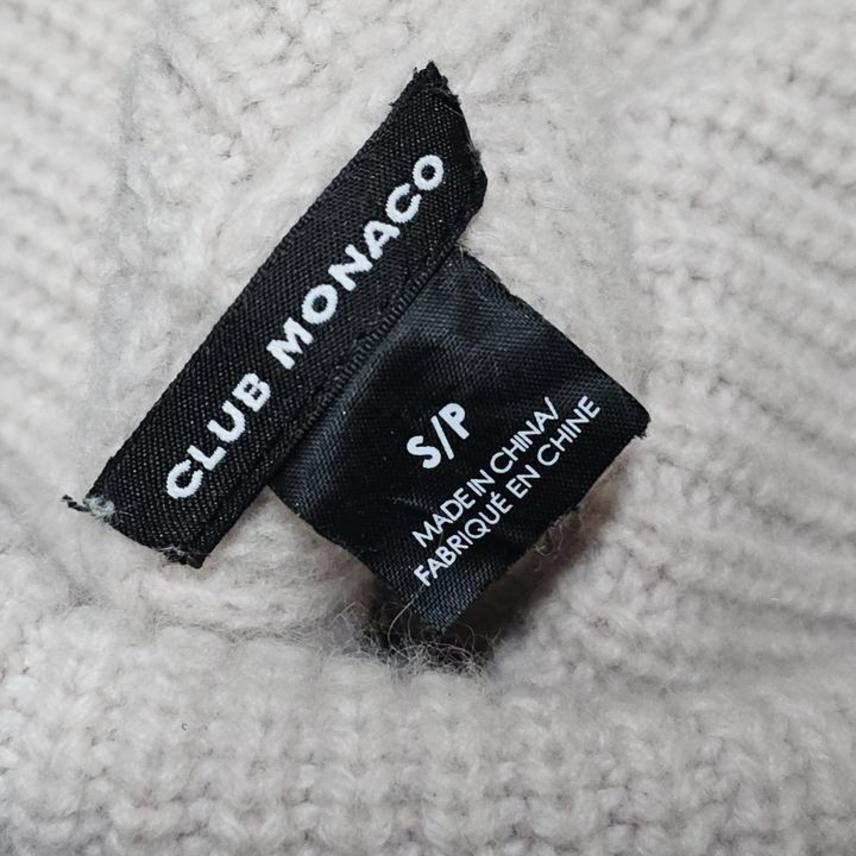 CLUB MONACO
S/P
MADE IN CHINA/
FABRIQUÉ EN CHINE